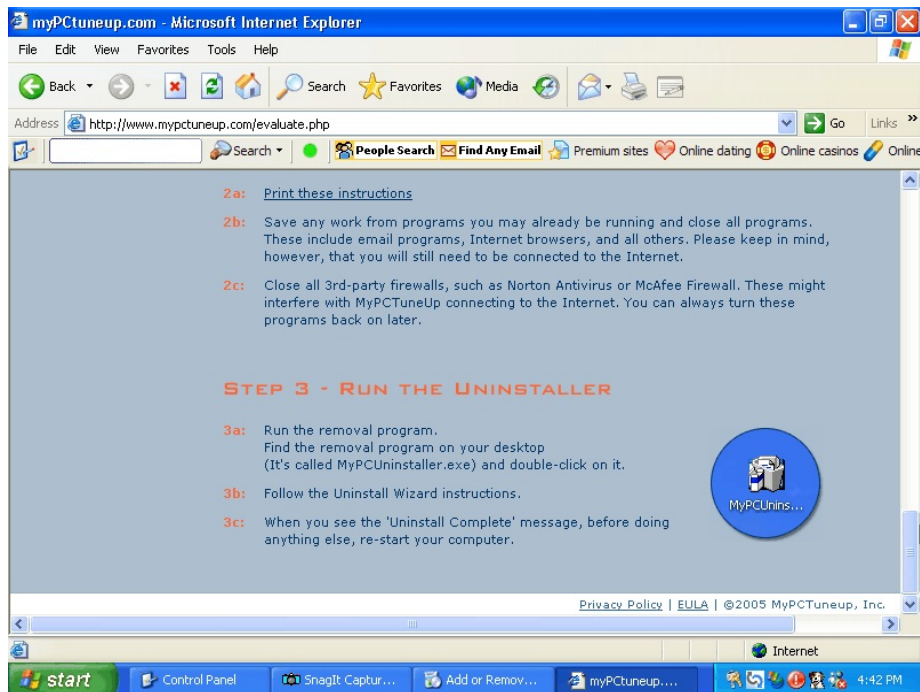 myPCtuneup.com - Microsoft Internet Explorer
File Edit View Favorites Tools Help
Back Search Favorites Media
Address http://www.mypctuneup.com/evaluate.php Go Links »
Search People Search Find Any Email Premium sites Online dating Online casinos Online
2a: Print these instructions
2b: Save any work from programs you may already be running and close all programs.
These include email programs, Internet browsers, and all others. Please keep in mind,
however, that you will still need to be connected to the Internet.
2c: Close all 3rd-party firewalls, such as Norton Antivirus or McAfee Firewall. These might
interfere with MyPCTuneUp connecting to the Internet. You can always turn these
programs back on later.
STEP 3 - RUN THE UNINSTALLER
3a: Run the removal program.
Find the removal program on your desktop
(It's called MyPCUninstaller.exe) and double-click on it.
MyPCUnins...
3b: Follow the Uninstall Wizard instructions.
3c: When you see the 'Uninstall Complete' message, before doing
anything else, re-start your computer.
Privacy Policy | EULA | ©2005 MyPCTuneup, Inc.
Internet
start Control Panel SnagIt Captur... Add or Remov... myPCtuneup.... 4:42 PM